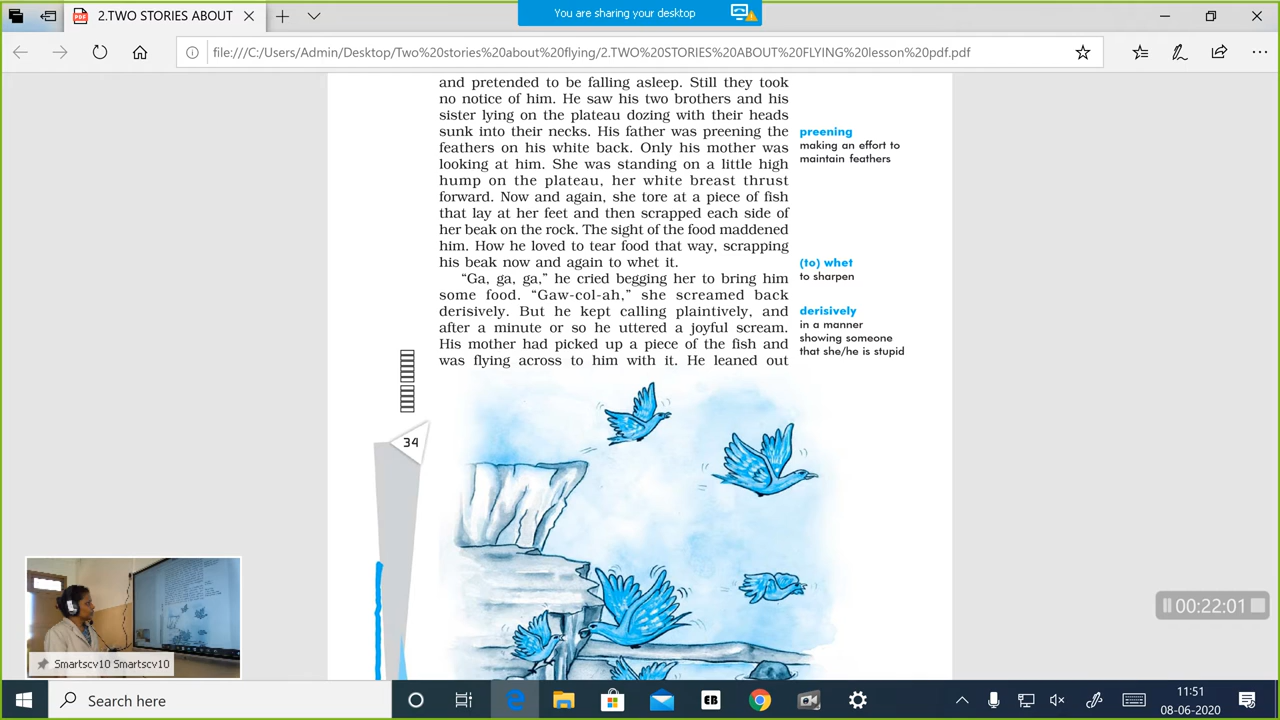 2.TWO STORIES ABOUT
You are sharing your desktop
file:///C:/Users/Admin/Desktop/Two%20stories%20about%20flying/2.TWO%20STORIES%20ABOUT%20FLYING%20lesson%20pdf.pdf
and pretended to be falling asleep. Still they took
no notice of him. He saw his two brothers and his
sister lying on the plateau dozing with their heads
sunk into their necks. His father was preening the
feathers on his white back. Only his mother was
looking at him. She was standing on a little high
hump on the plateau, her white breast thrust
forward. Now and again, she tore at a piece of fish
that lay at her feet and then scrapped each side of
her beak on the rock. The sight of the food maddened
him. How he loved to tear food that way, scrapping
his beak now and again to whet it.
“Ga, ga, ga,” he cried begging her to bring him
some food. “Gaw-col-ah,” she screamed back
derisively. But he kept calling plaintively, and
after a minute or so he uttered a joyful scream.
His mother had picked up a piece of the fish and
was flying across to him with it. He leaned out
preening
making an effort to
maintain feathers
(to) whet
to sharpen
derisively
in a manner
showing someone
that she/he is stupid
34
Smartscv10 Smartscv10
00:22:01
Search here
EB
11:51
08-06-2020